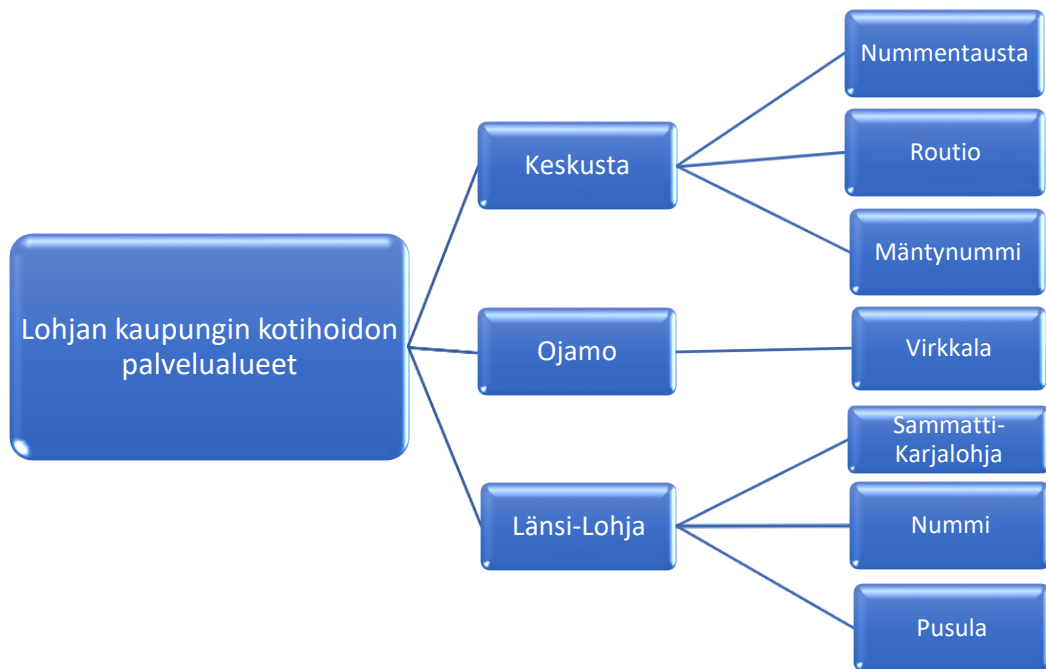 Lohjan kaupungin kotihoidon
palvelualueet
Keskusta
Nummentausta
Routio
Mäntynummi
Ojamo
Virkkala
Länsi-Lohja
Sammatti-
Karjalohja
Nummi
Pusula